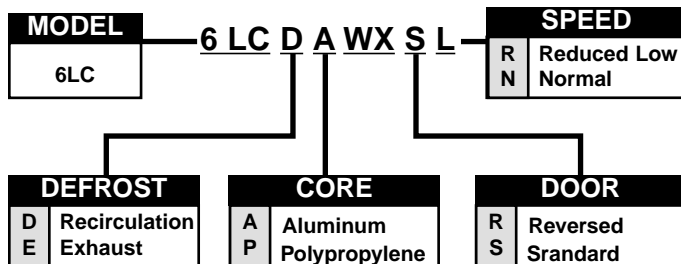 MODEL
6LC
6 LC D A WX S L
SPEED
R Reduced Low
N Normal
DEFROST
D Recirculation
E Exhaust
CORE
A Aluminum
P Polypropylene
DOOR
R Reversed
S Srandard